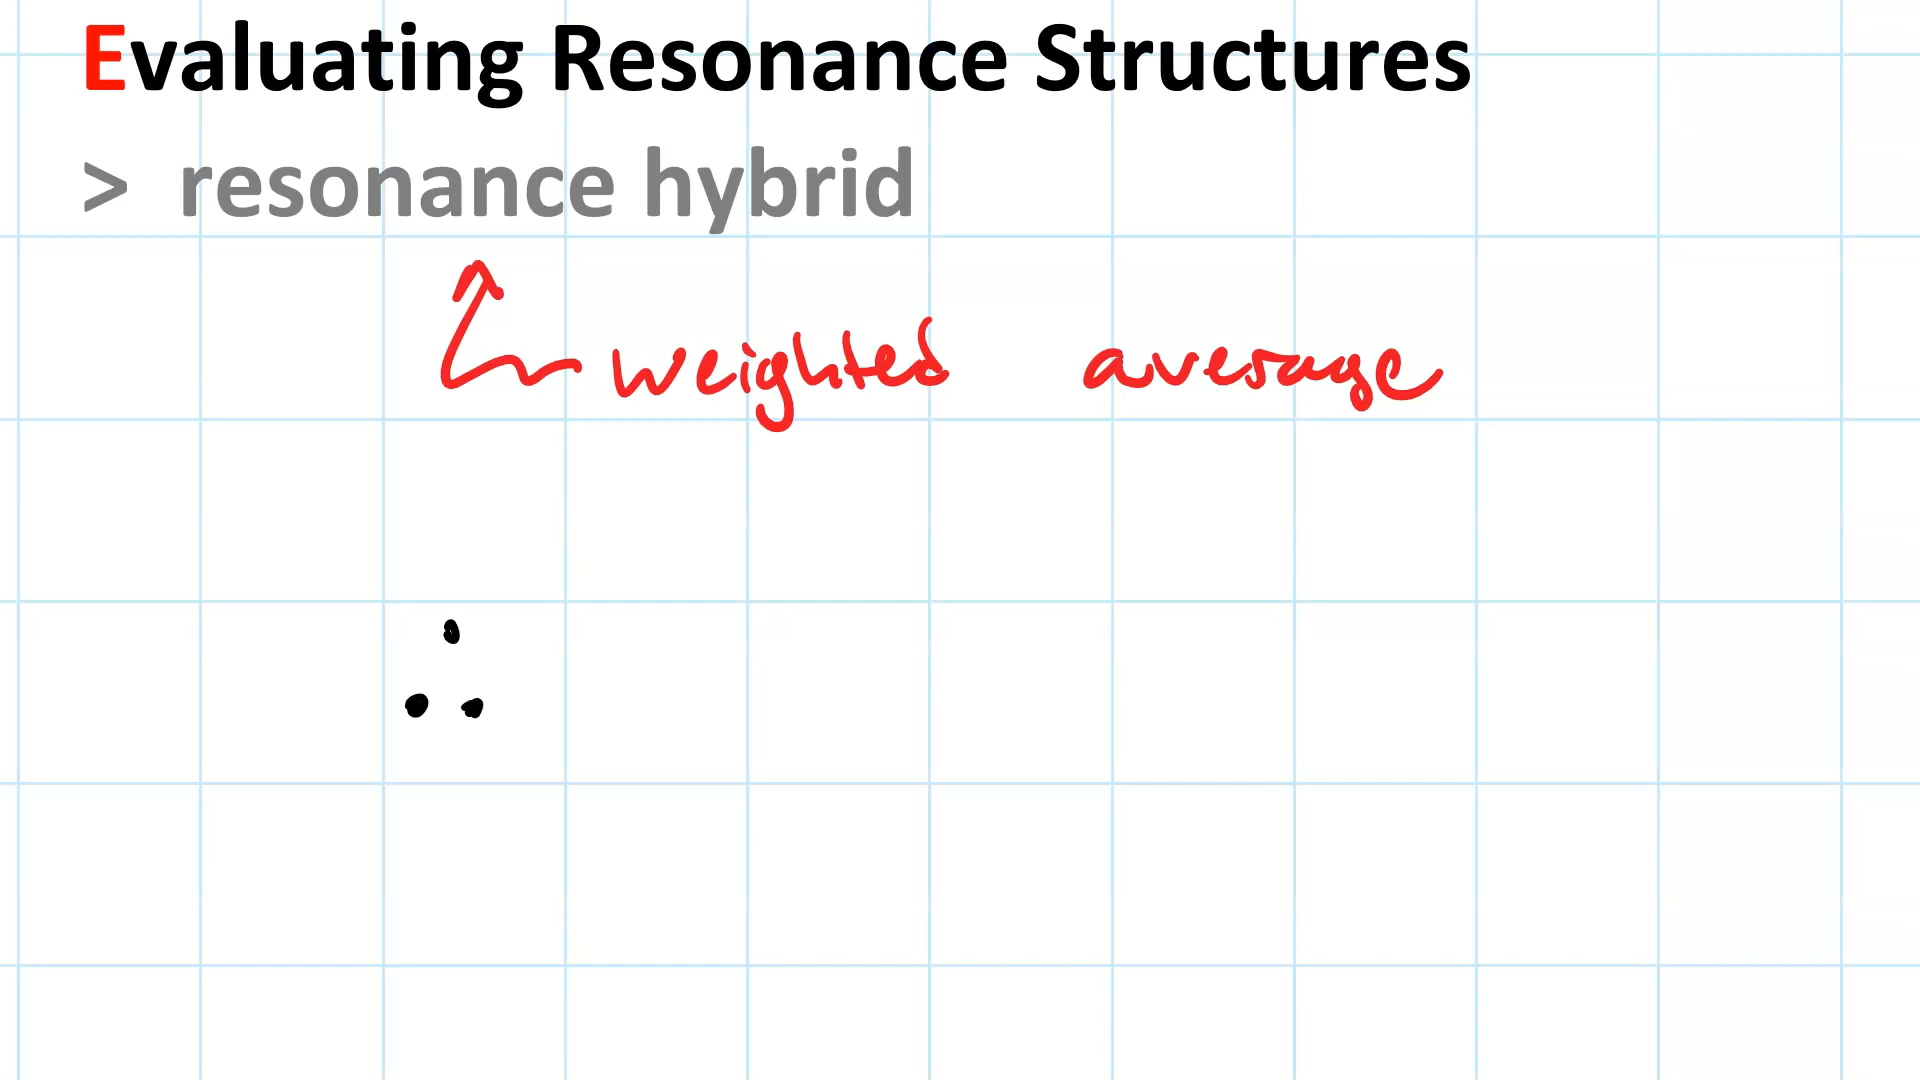 Evaluating Resonance Structures
> resonance hybrid
weighted average
∴